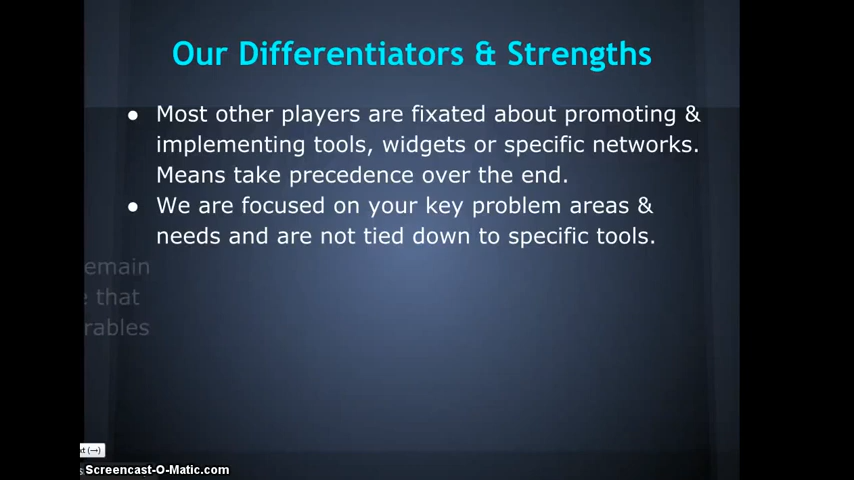 Our Differentiators & Strengths
● Most other players are fixated about promoting &
implementing tools, widgets or specific networks.
Means take precedence over the end.
● We are focused on your key problem areas &
needs and are not tied down to specific tools.
emain
that
rables
(→)
Screencast-O-Matic.com